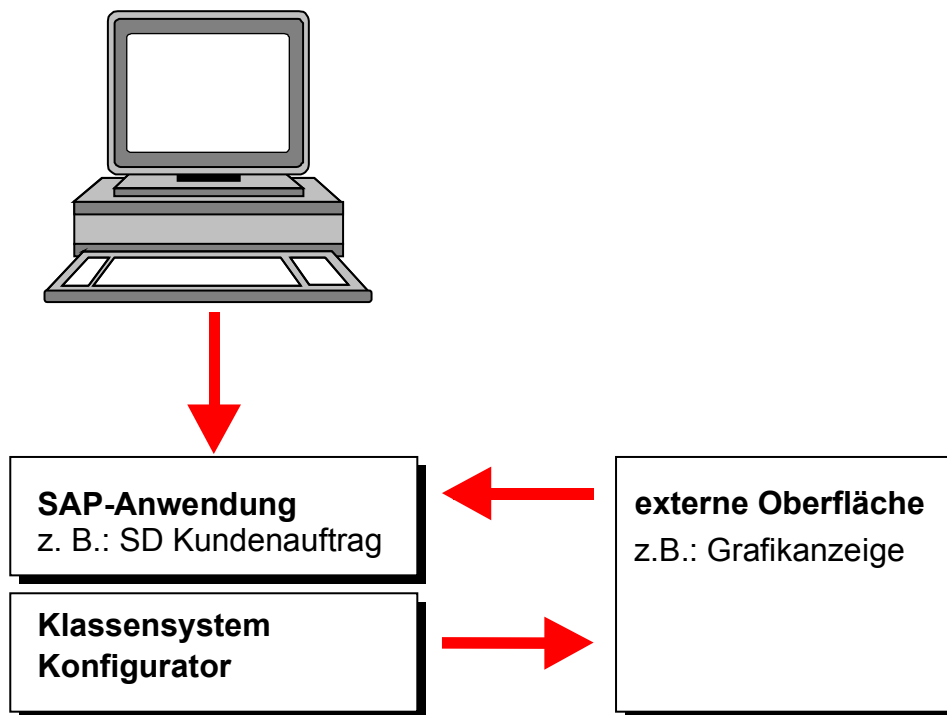 SAP-Anwendung
z. B.: SD Kundenauftrag
Klassensystem
Konfigurator
externe Oberfläche
z.B.: Grafikanzeige